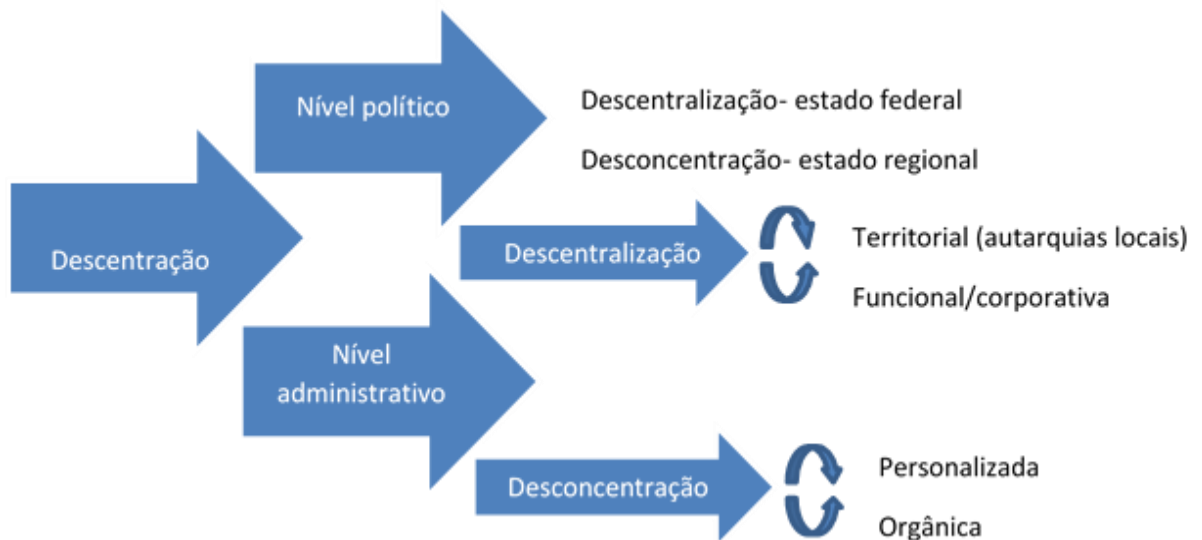 Nível político
Descentralização- estado federal
Desconcentração- estado regional
Descentração
Descentralização
Territorial (autarquias locais)
Funcional/corporativa
Nível
administrativo
Desconcentração
Personalizada
Orgânica